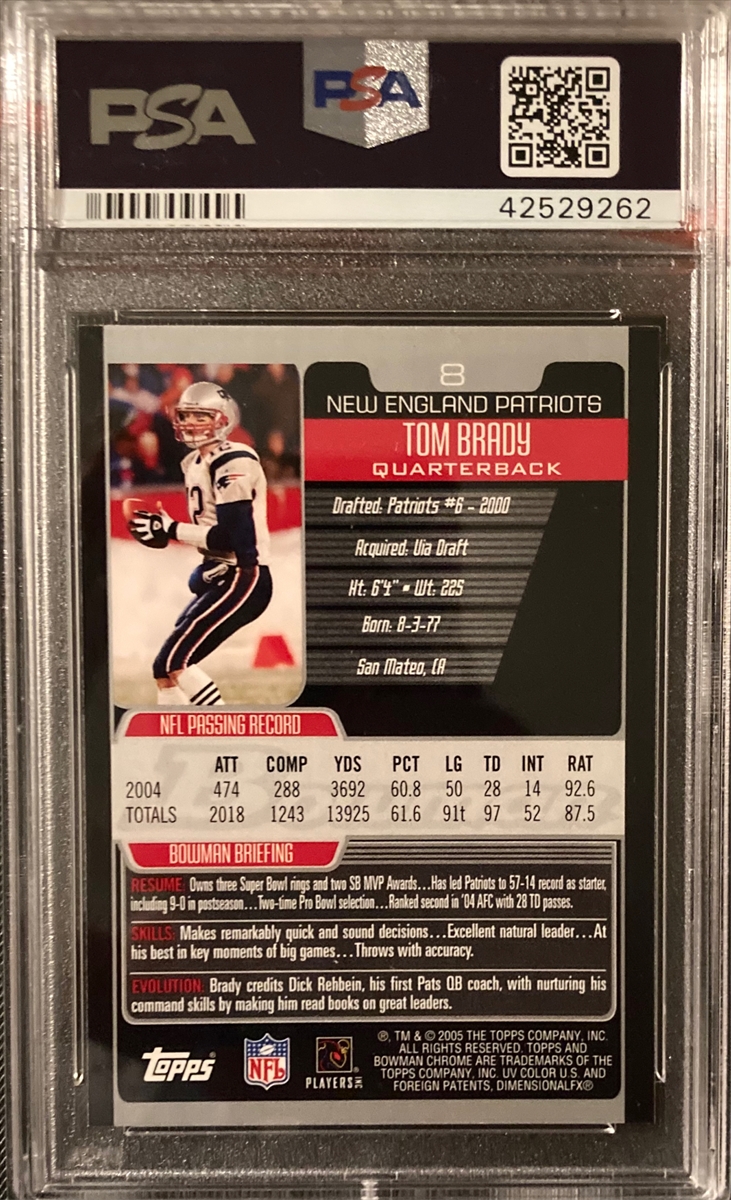 PSA
PSA
42529262
8
NEW ENGLAND PATRIOTS
TOM BRADY
QUARTERBACK
Drafted: Patriots #6 - 2000
Acquired: Via Draft
Ht: 6'4" • Wt: 225
Born: 8-3-77
San Mateo, CA
12
NFL PASSING RECORD
ATT COMP YDS PCT LG TD INT RAT
2004 474 288 3692 60.8 50 28 14 92.6
TOTALS 2018 1243 13925 61.6 91t 97 52 87.5
BOWMAN BRIEFING
RESUME: Owns three Super Bowl rings and two SB MVP Awards...Has led Patriots to 57-14 record as starter,
including 9-0 in postseason...Two-time Pro Bowl selection...Ranked second in '04 AFC with 28 TD passes.
SKILLS: Makes remarkably quick and sound decisions...Excellent natural leader...At
his best in key moments of big games...Throws with accuracy.
EVOLUTION: Brady credits Dick Rehbein, his first Pats QB coach, with nurturing his
command skills by making him read books on great leaders.
Topps®
NFL
PLAYERS INC
®, TM & © 2005 THE TOPPS COMPANY, INC.
ALL RIGHTS RESERVED. TOPPS AND
BOWMAN CHROME ARE TRADEMARKS OF THE
TOPPS COMPANY, INC. UV COLOR U.S. AND
FOREIGN PATENTS, DIMENSIONALFX®